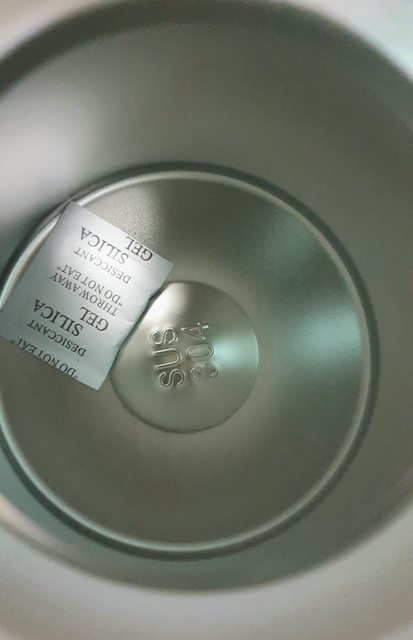 SILICA
GEL
DESICCANT
"DO NOT EAT"
THROW AWAY
SILICA
GEL
DESICCANT
"DO NOT EAT"
SUS
304